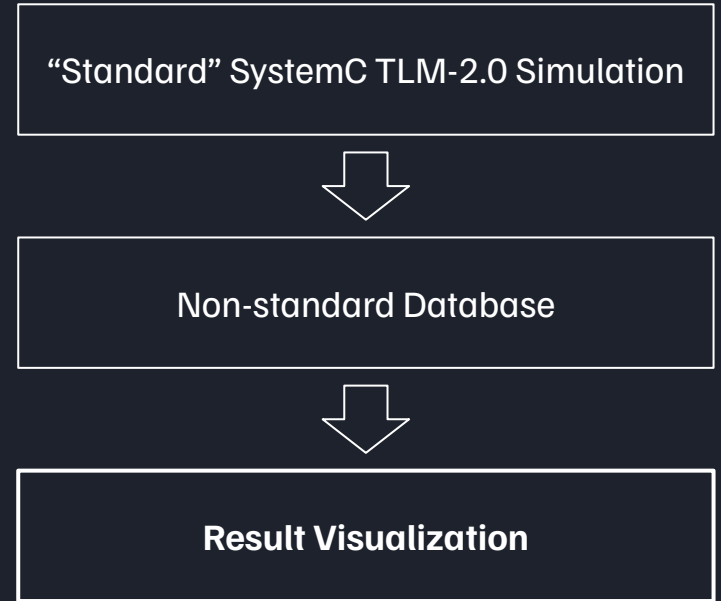 “Standard” SystemC TLM-2.0 Simulation
Non-standard Database
Result Visualization